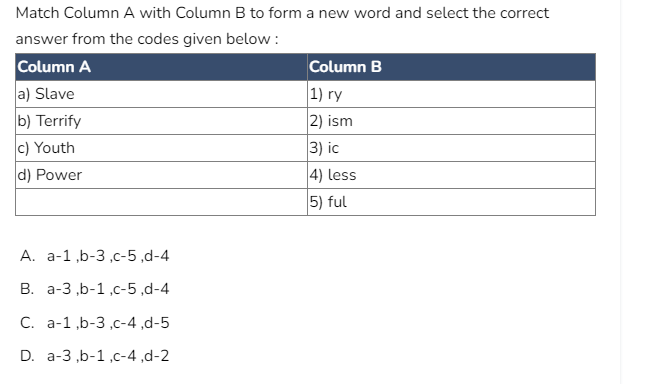 Match Column A with Column B to form a new word and select the correct
answer from the codes given below :
Column A Column B
a) Slave 1) ry
b) Terrify 2) ism
c) Youth 3) ic
d) Power 4) less
5) ful
A. a-1 ,b-3 ,c-5 ,d-4
B. a-3 ,b-1 ,c-5 ,d-4
C. a-1 ,b-3 ,c-4 ,d-5
D. a-3 ,b-1 ,c-4 ,d-2